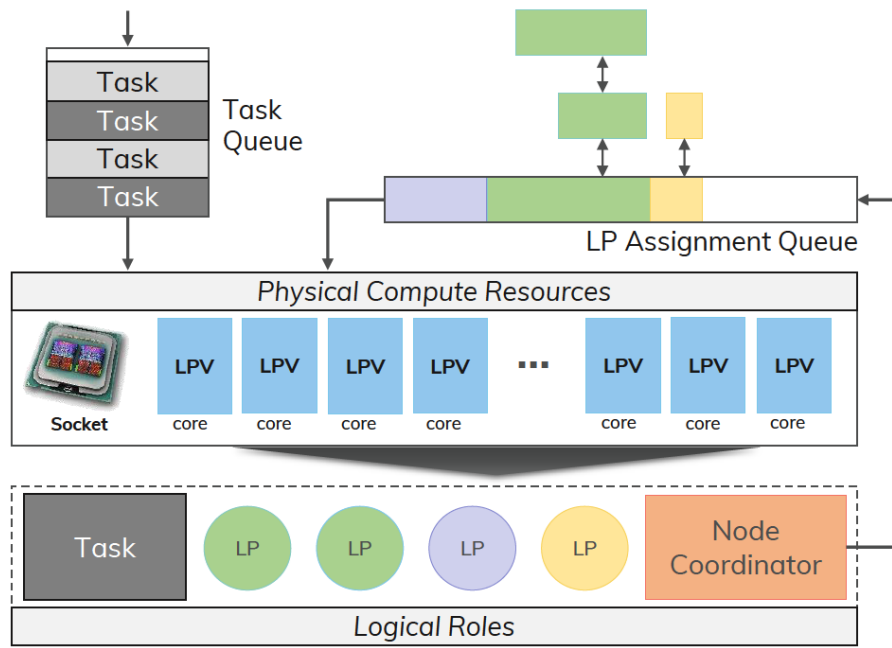 Task
Task
Task
Task
Task
Queue
LP Assignment Queue
Physical Compute Resources
LPV
LPV
LPV
LPV
...
LPV
LPV
LPV
Socket
core
core
core
core
core
core
core
Task
LP
LP
LP
LP
Node
Coordinator
Logical Roles